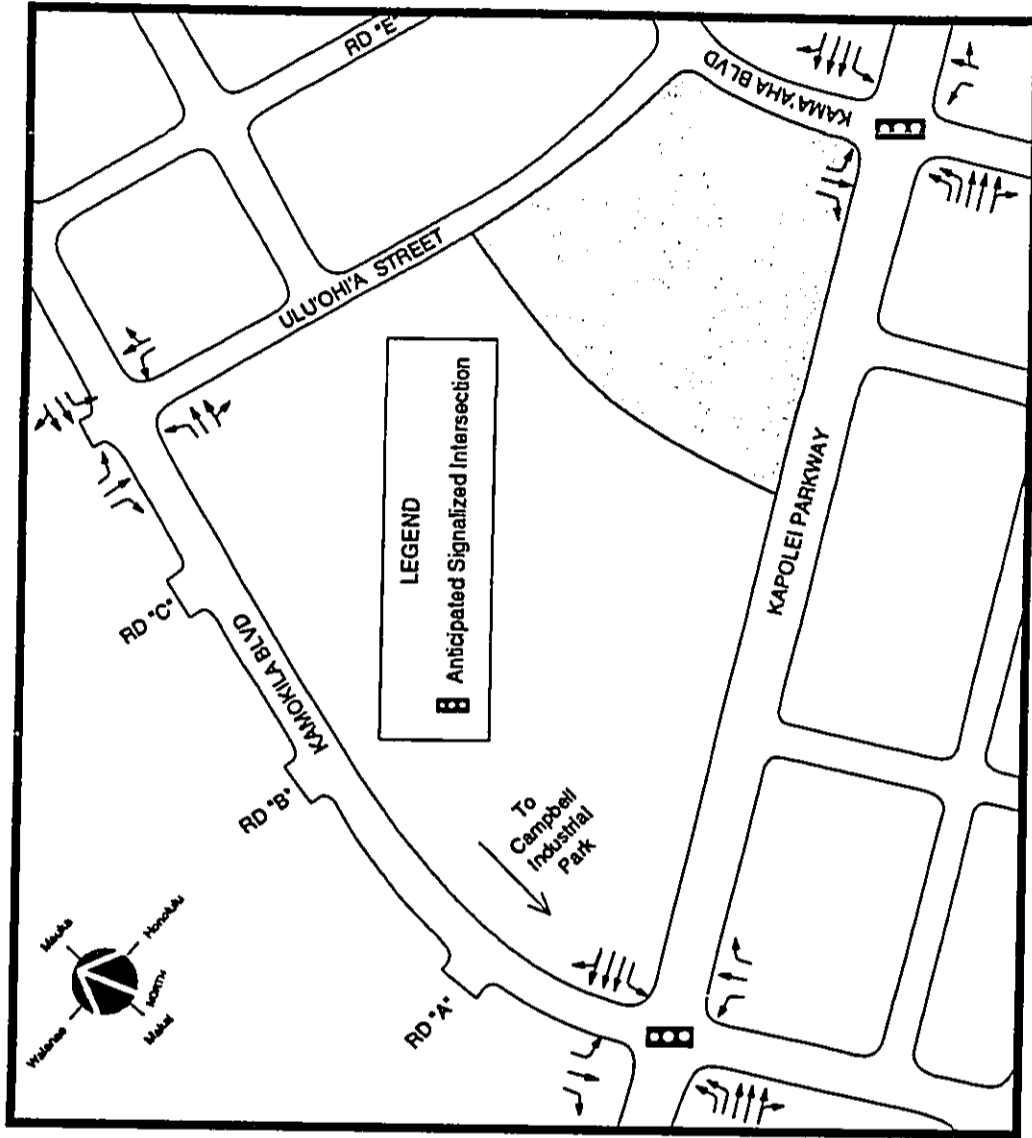 RD "E"
KAMA'AHA BLVD
ULU'OHI'A STREET
LEGEND
Anticipated Signalized Intersection
RD "C"
KAMOKILA BLVD
KAPOLEI PARKWAY
RD "B"
To
Campbell
Industrial
Park
Mauka
Honolulu
Waianae
NORTH
Makai
RD "A"